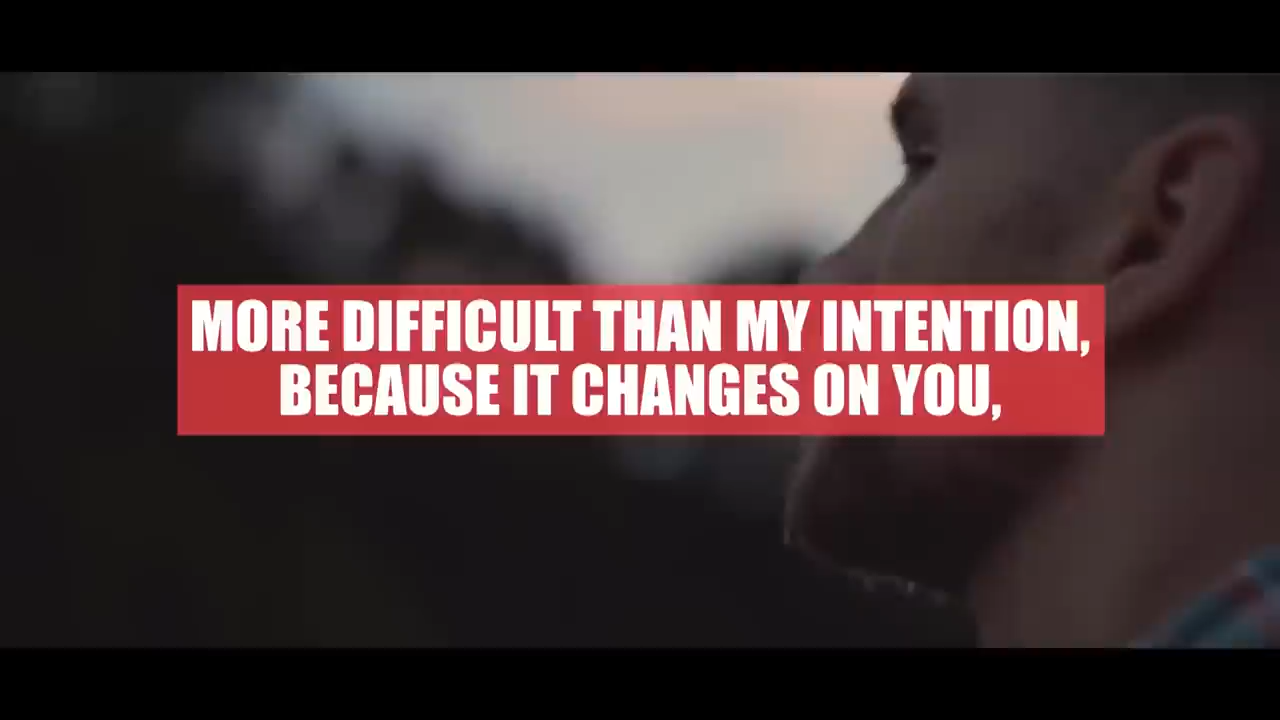 MORE DIFFICULT THAN MY INTENTION,
BECAUSE IT CHANGES ON YOU,